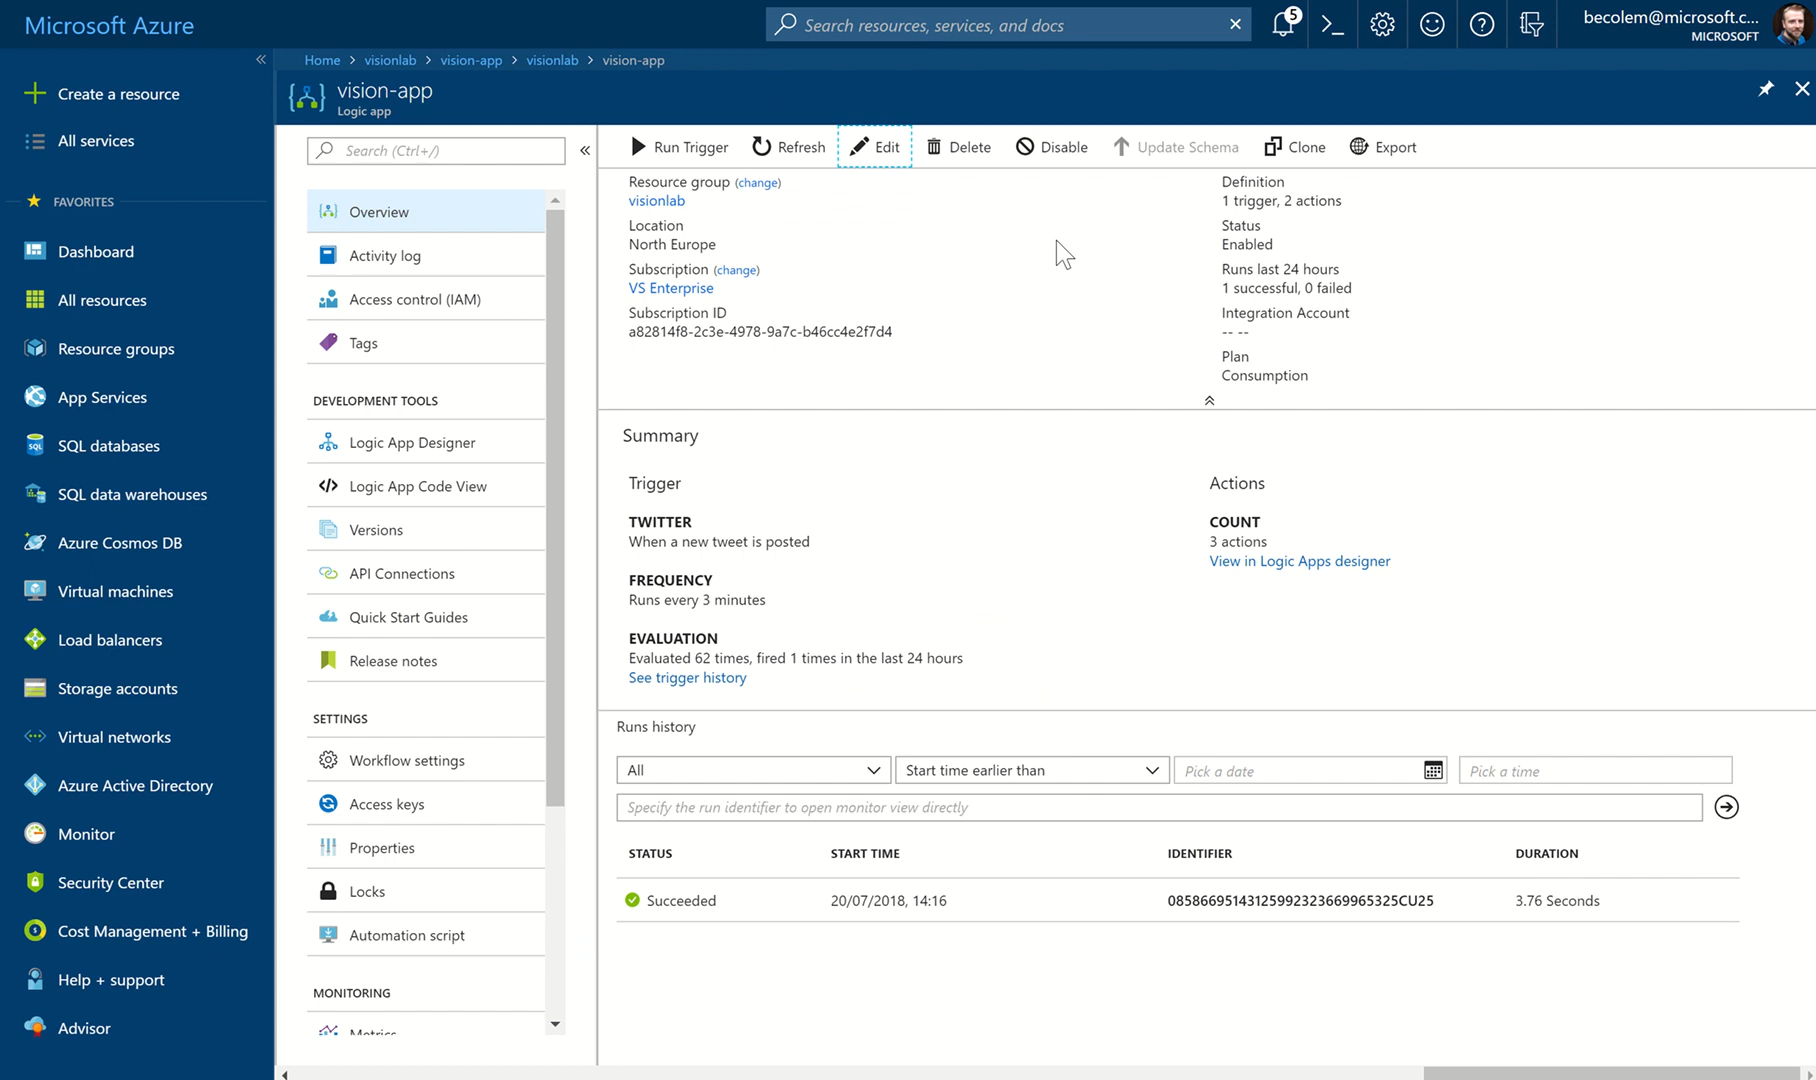 Microsoft Azure
Search resources, services, and docs
5
becolem@microsoft.c...
MICROSOFT
Home > visionlab > vision-app > visionlab > vision-app
vision-app
Logic app
Create a resource
All services
FAVORITES
Dashboard
All resources
Resource groups
App Services
SQL databases
SQL data warehouses
Azure Cosmos DB
Virtual machines
Load balancers
Storage accounts
Virtual networks
Azure Active Directory
Monitor
Security Center
Cost Management + Billing
Help + support
Advisor
Search (Ctrl+/)
Overview
Activity log
Access control (IAM)
Tags
DEVELOPMENT TOOLS
Logic App Designer
Logic App Code View
Versions
API Connections
Quick Start Guides
Release notes
SETTINGS
Workflow settings
Access keys
Properties
Locks
Automation script
MONITORING
Metrics
Run Trigger Refresh Edit Delete Disable Update Schema Clone Export
Resource group (change)
visionlab
Location
North Europe
Subscription (change)
VS Enterprise
Subscription ID
a82814f8-2c3e-4978-9a7c-b46cc4e2f7d4
Definition
1 trigger, 2 actions
Status
Enabled
Runs last 24 hours
1 successful, 0 failed
Integration Account
-- --
Plan
Consumption
Summary
Trigger
TWITTER
When a new tweet is posted
FREQUENCY
Runs every 3 minutes
EVALUATION
Evaluated 62 times, fired 1 times in the last 24 hours
See trigger history
Actions
COUNT
3 actions
View in Logic Apps designer
Runs history
All Start time earlier than Pick a date Pick a time
Specify the run identifier to open monitor view directly
STATUS START TIME IDENTIFIER DURATION
Succeeded 20/07/2018, 14:16 08586695143125992323669965325CU25 3.76 Seconds